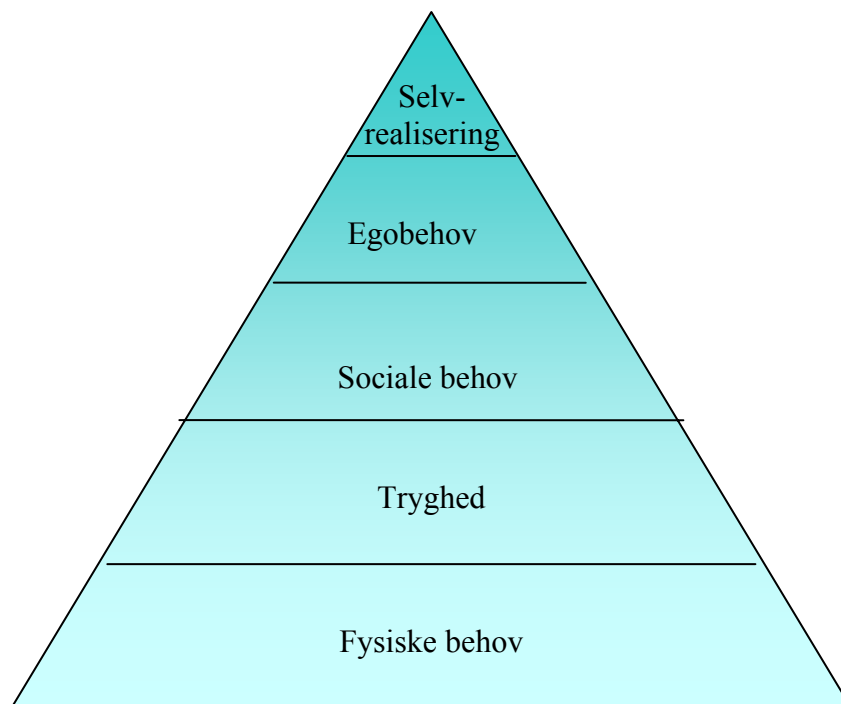 Selv-
realisering
Egobehov
Sociale behov
Tryghed
Fysiske behov